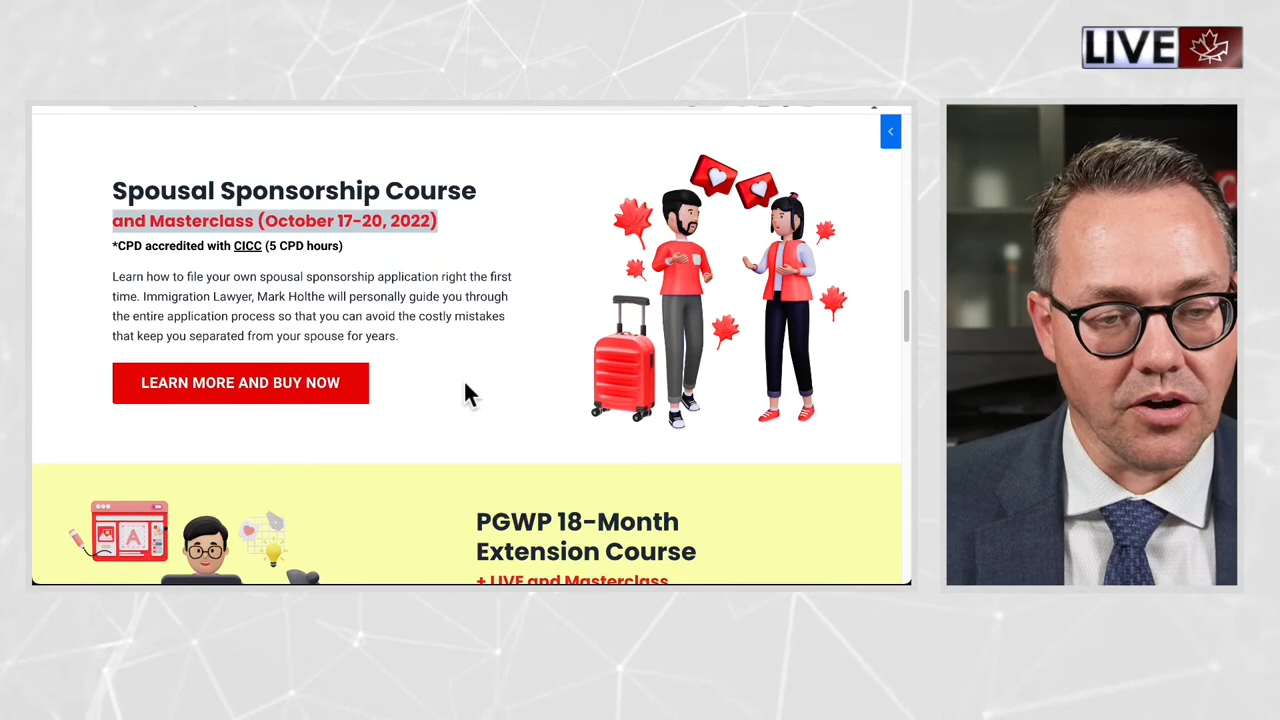 LIVE
Spousal Sponsorship Course
and Masterclass (October 17-20, 2022)
*CPD accredited with CICC (5 CPD hours)
Learn how to file your own spousal sponsorship application right the first
time. Immigration Lawyer, Mark Holthe will personally guide you through
the entire application process so that you can avoid the costly mistakes
that keep you separated from your spouse for years.
LEARN MORE AND BUY NOW
A
PGWP 18-Month
Extension Course
+ LIVE and Masterclass